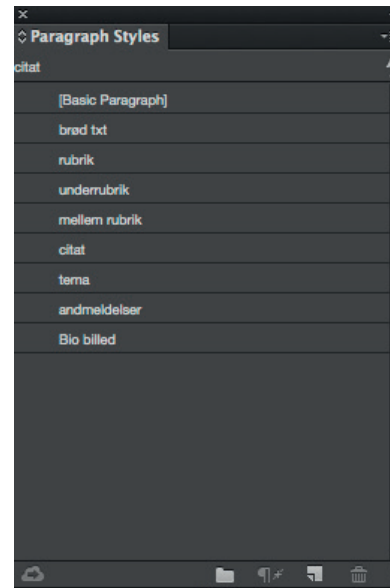 Paragraph Styles
citat
[Basic Paragraph]
brød txt
rubrik
underrubrik
mellem rubrik
citat
tema
andmeldelser
Bio billed